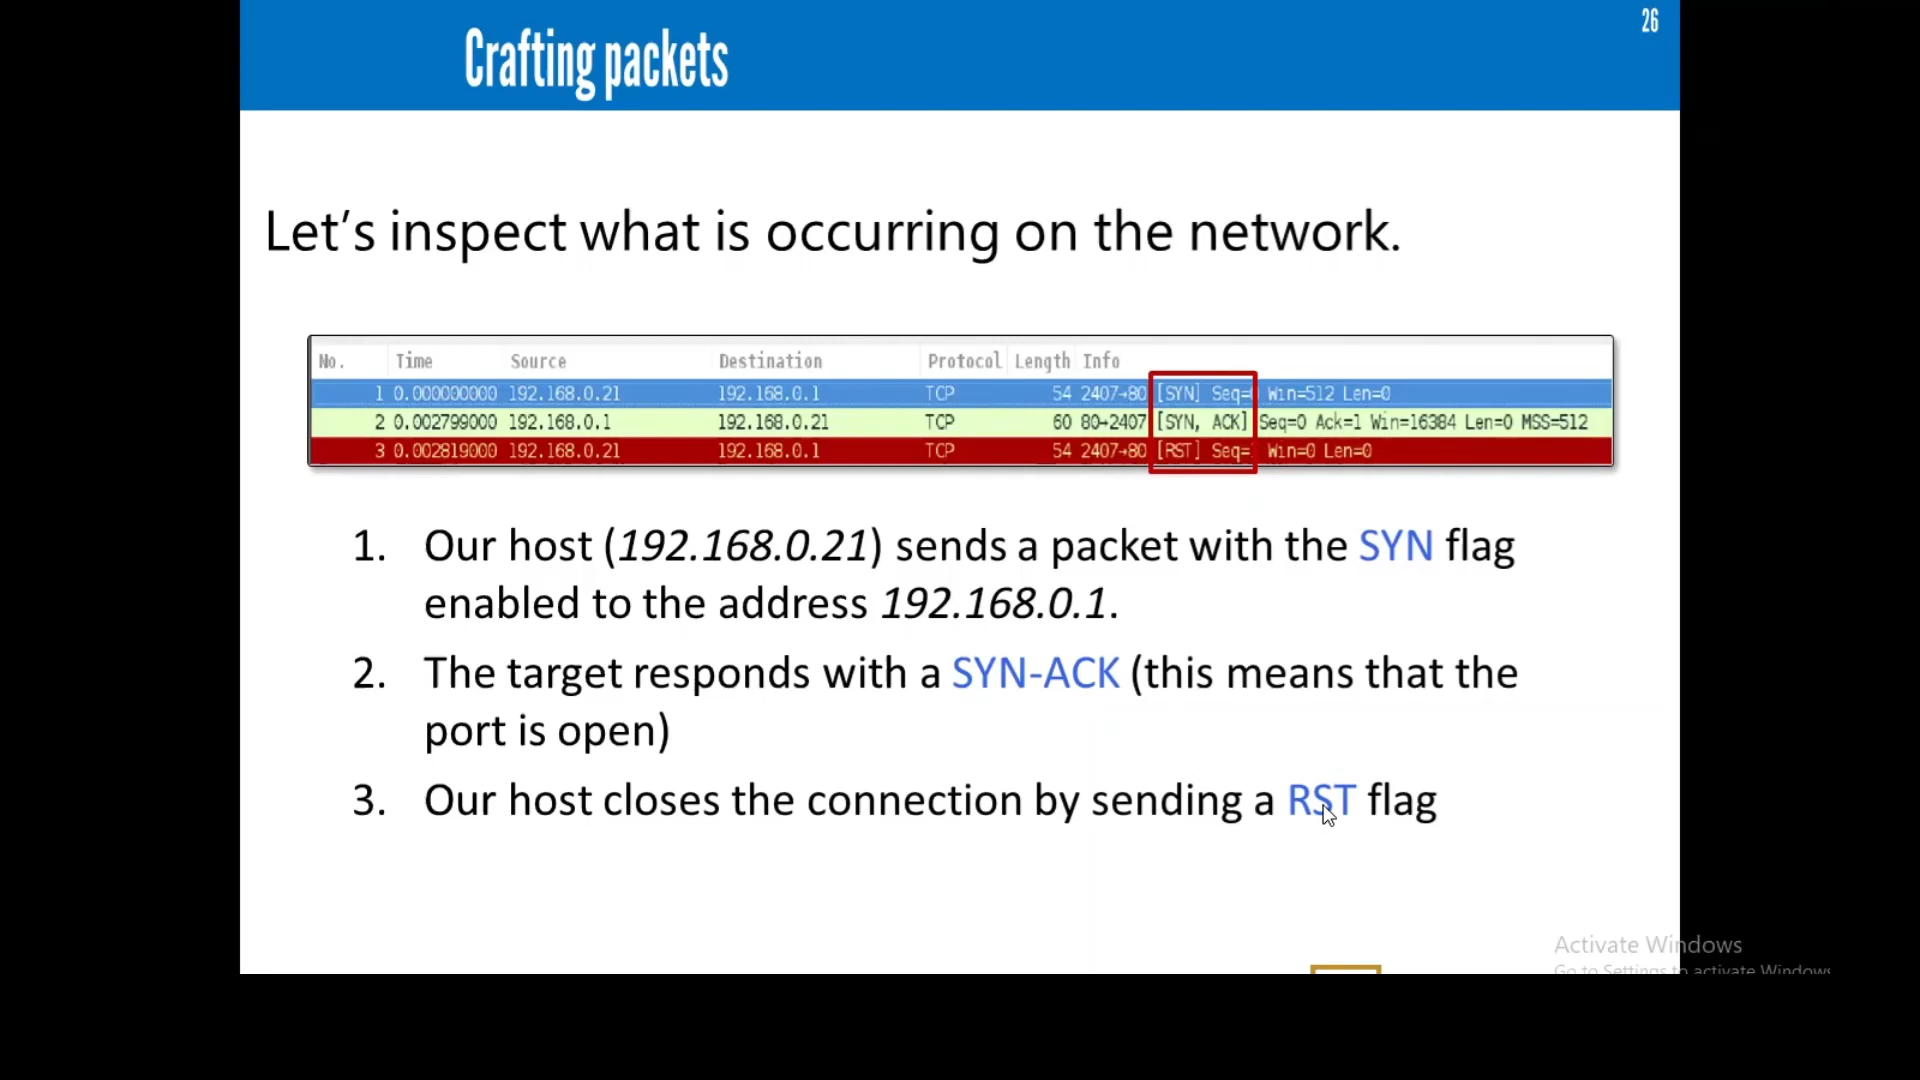 Crafting packets
26
Let's inspect what is occurring on the network.
No. Time Source Destination Protocol Length Info
1 0.000000000 192.168.0.21 192.168.0.1 TCP 54 2407→80 [SYN] Seq= Win=512 Len=0
2 0.002799000 192.168.0.1 192.168.0.21 TCP 60 80→2407 [SYN, ACK] Seq=0 Ack=1 Win=16384 Len=0 MSS=512
3 0.002819000 192.168.0.21 192.168.0.1 TCP 54 2407→80 [RST] Seq= Win=0 Len=0
1. Our host (192.168.0.21) sends a packet with the SYN flag
enabled to the address 192.168.0.1.
2. The target responds with a SYN-ACK (this means that the
port is open)
3. Our host closes the connection by sending a RST flag
Activate Windows
Go to Settings to activate Windows